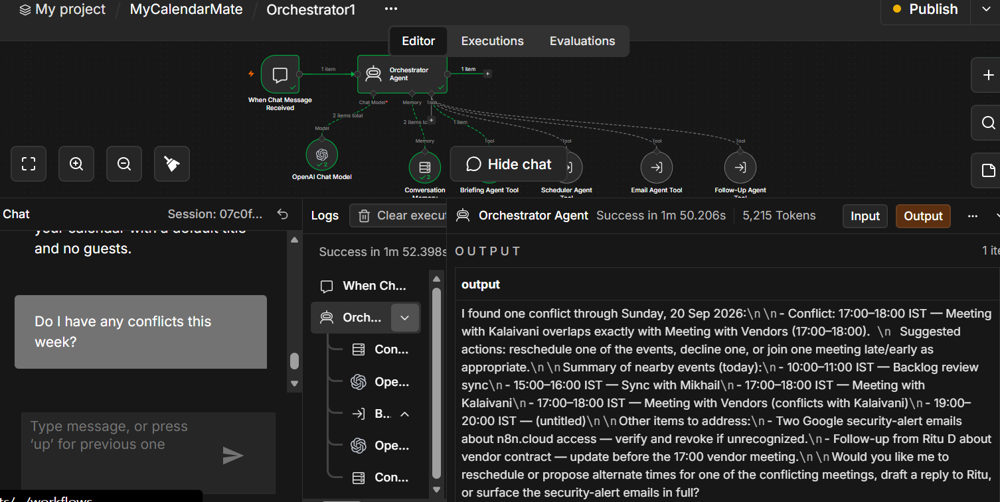 My project / MyCalendarMate / Orchestrator1 ...
Publish
Editor Executions Evaluations
1 item
Orchestrator
Agent
1 item
When Chat Message
Received
Chat Model* Memory Tool
2 items total
1 item
Model
Memory Tool Tool Tool Tool
2
2
OpenAI Chat Model
Hide chat
Conversation
Memory
Briefing Agent Tool
Scheduler Agent
Tool
Email Agent Tool
Follow-Up Agent
Tool
Chat
Session: 07c0f...
your calendar with a default title
and no guests.
Do I have any conflicts this
week?
Type message, or press
‘up’ for previous one
Logs
Clear execut
Success in 1m 52.398s
When Ch...
Orch...
Con...
Ope...
B...
Ope...
Con...
Orchestrator Agent Success in 1m 50.206s 5,215 Tokens
Input Output ...
OUTPUT
1 ite
output
I found one conflict through Sunday, 20 Sep 2026:\n\n- Conflict: 17:00–18:00 IST — Meeting
with Kalaivani overlaps exactly with Meeting with Vendors (17:00–18:00). \n Suggested
actions: reschedule one of the events, decline one, or join one meeting late/early as
appropriate.\n\nSummary of nearby events (today):\n- 10:00–11:00 IST — Backlog review
sync\n- 15:00–16:00 IST — Sync with Mikhail\n- 17:00–18:00 IST — Meeting with
Kalaivani\n- 17:00–18:00 IST — Meeting with Vendors (conflicts with Kalaivani)\n- 19:00–
20:00 IST — (untitled)\n\nOther items to address:\n- Two Google security-alert emails
about n8n.cloud access — verify and revoke if unrecognized.\n- Follow-up from Ritu D about
vendor contract — update before the 17:00 vendor meeting.\n\nWould you like me to
reschedule or propose alternate times for one of the conflicting meetings, draft a reply to Ritu,
or surface the security-alert emails in full?